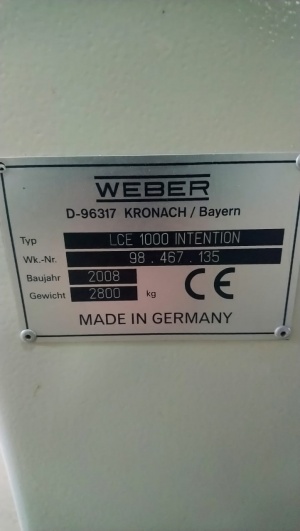 WEBER
D-96317 KRONACH / Bayern
Typ LCE 1000 INTENTION
Wk.-Nr. 98.467.135
Baujahr 2008
Gewicht 2800 kg CE
MADE IN GERMANY